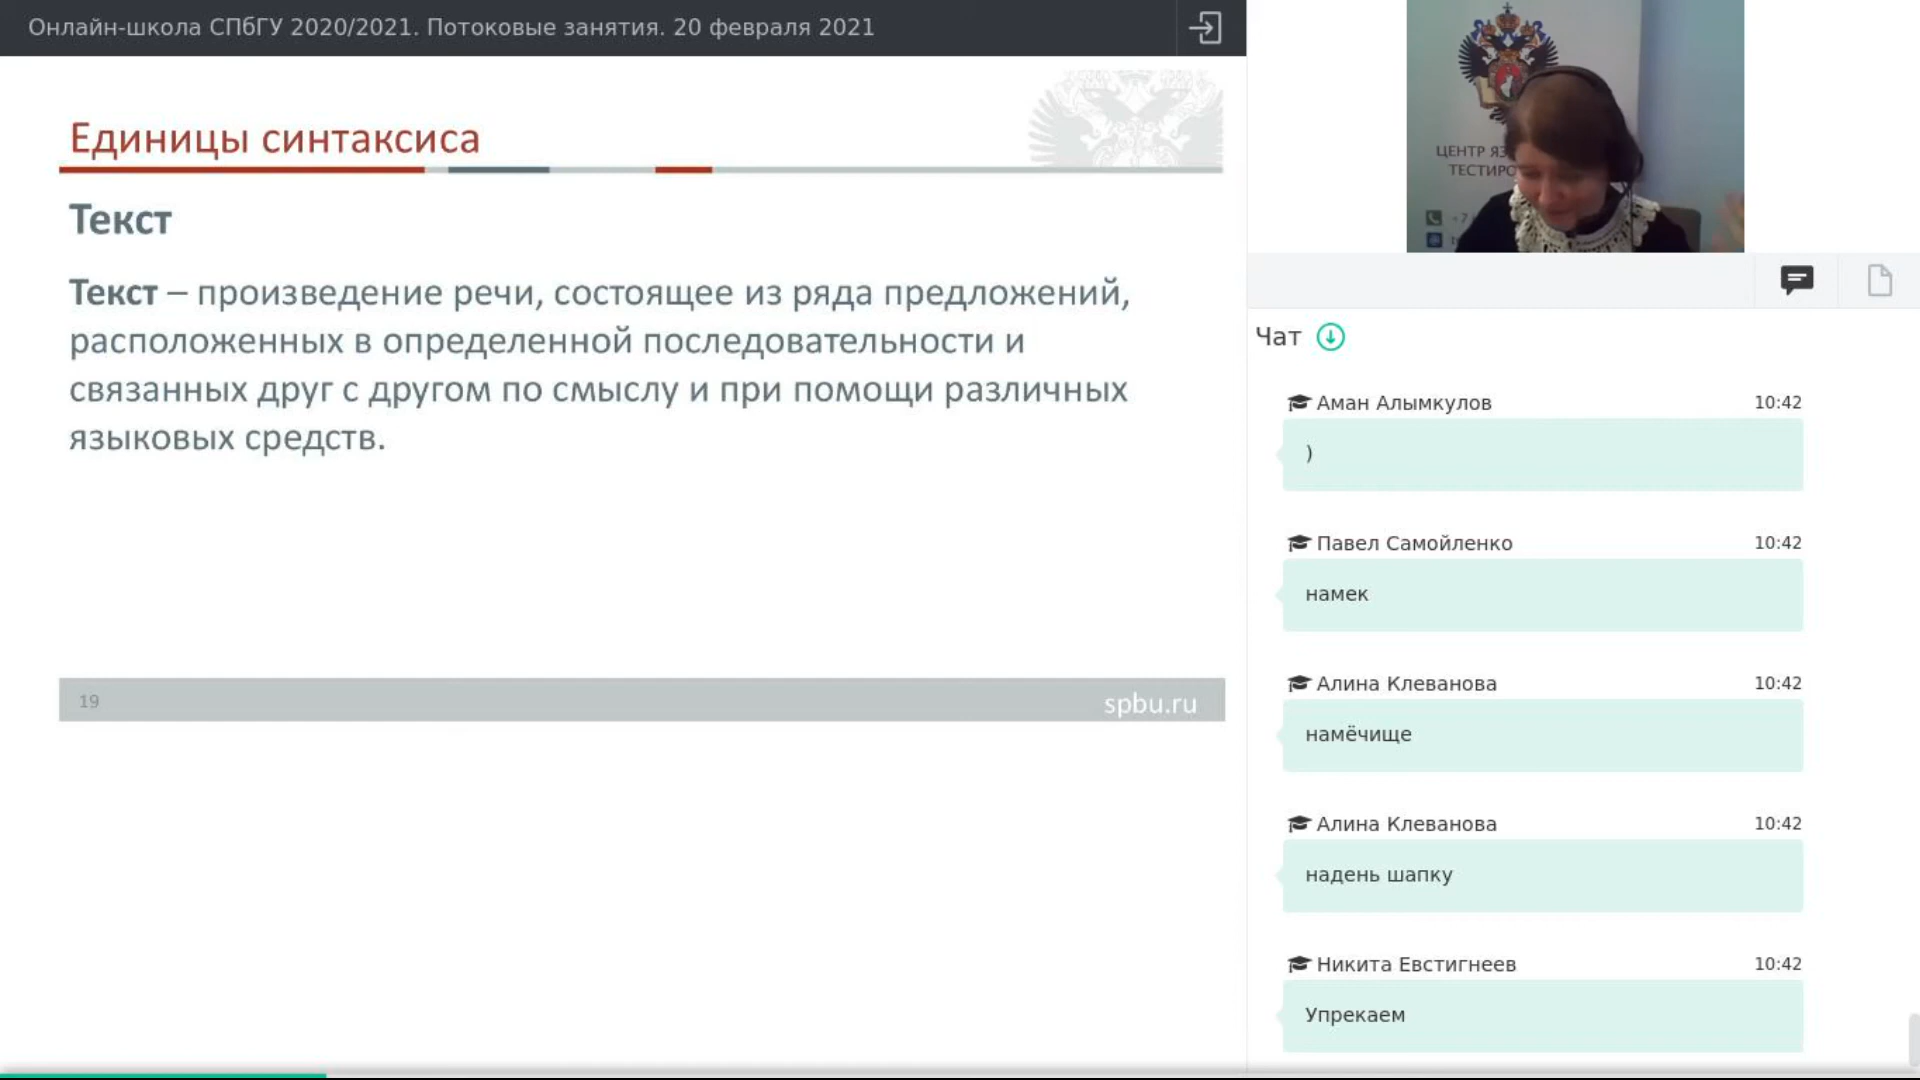 Онлайн-школа СПбГУ 2020/2021. Потоковые занятия. 20 февраля 2021
Единицы синтаксиса
Текст
Текст – произведение речи, состоящее из ряда предложений,
расположенных в определенной последовательности и
связанных друг с другом по смыслу и при помощи различных
языковых средств.
19
spbu.ru
ЦЕНТР
+7
Чат
Аман Алымкулов 10:42
)
Павел Самойленко 10:42
намек
Алина Клеванова 10:42
намёчище
Алина Клеванова 10:42
надень шапку
Никита Евстигнеев 10:42
Упрекаем